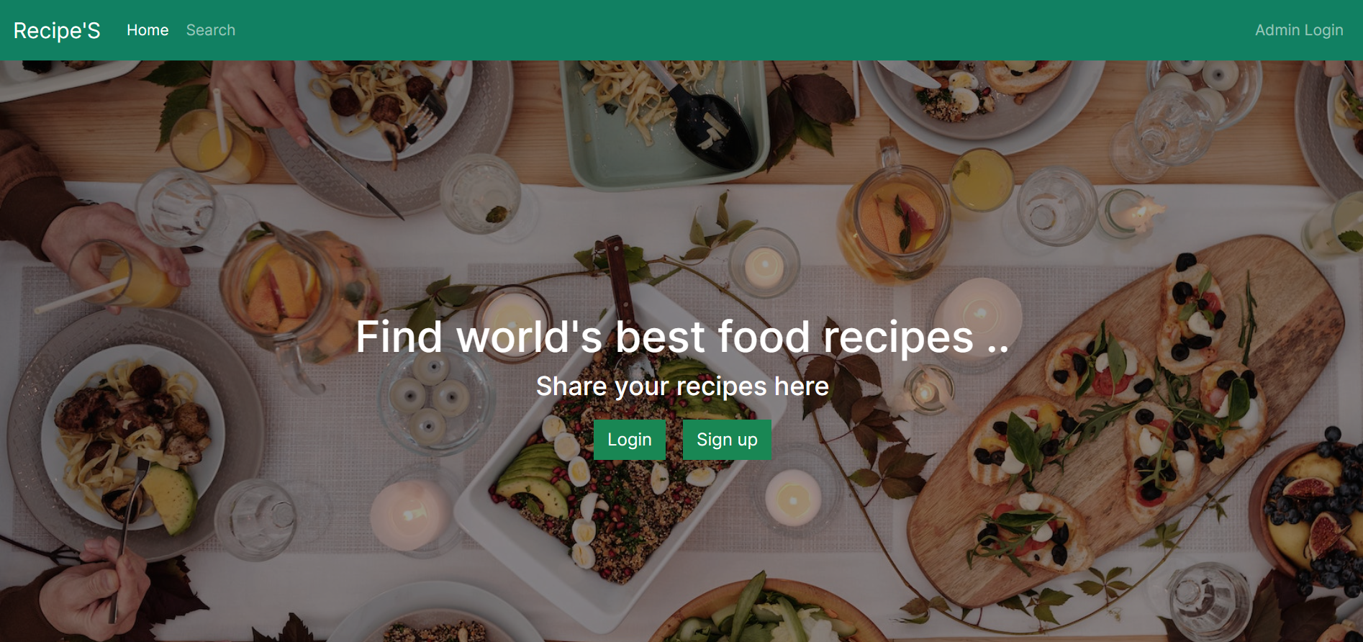 Recipe'S Home Search Admin Login
Find world's best food recipes ..
Share your recipes here
Login Sign up